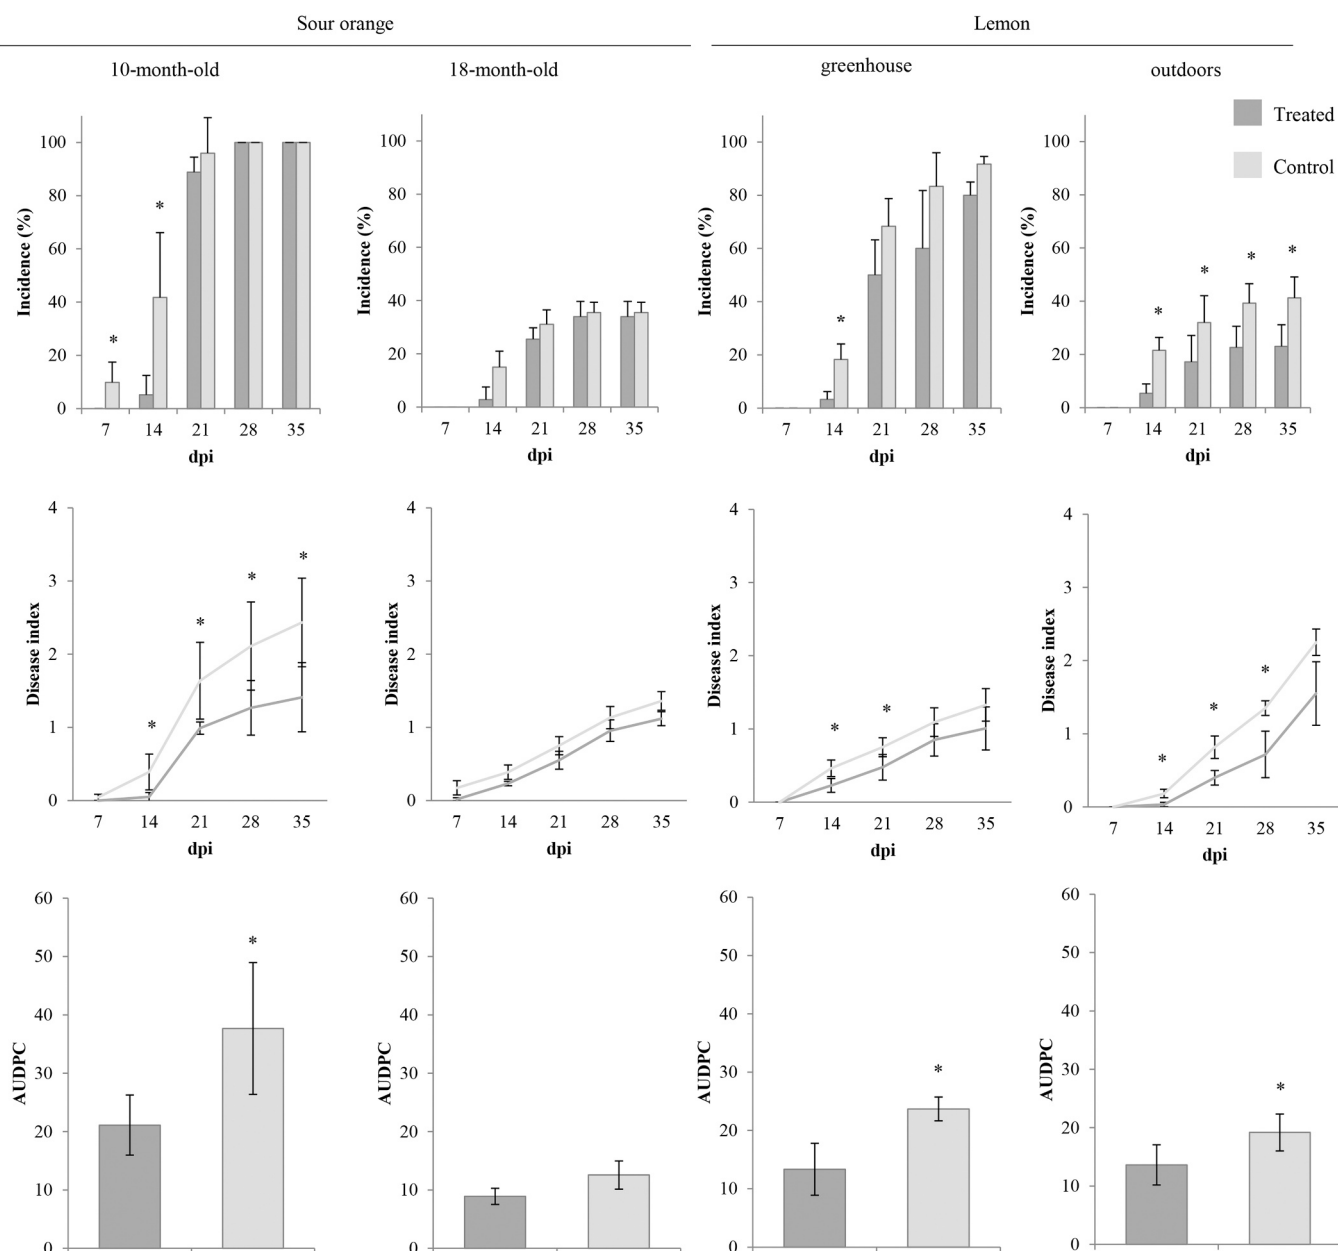 Sour orange
Lemon
10-month-old
18-month-old
greenhouse
outdoors
Treated
Control
Incidence (%)
100
80
60
40
20
0
7 14 21 28 35
dpi
* *
Incidence (%)
100
80
60
40
20
0
7 14 21 28 35
dpi
Incidence (%)
100
80
60
40
20
0
7 14 21 28 35
dpi
*
Incidence (%)
100
80
60
40
20
0
7 14 21 28 35
dpi
* * * *
Disease index
4
3
2
1
0
7 14 21 28 35
dpi
* * * *
Disease index
4
3
2
1
0
7 14 21 28 35
dpi
Disease index
4
3
2
1
0
7 14 21 28 35
dpi
* *
Disease index
4
3
2
1
0
7 14 21 28 35
dpi
* * *
AUDPC
60
50
40
30
20
10
0
*
AUDPC
60
50
40
30
20
10
0
AUDPC
60
50
40
30
20
10
0
*
AUDPC
60
50
40
30
20
10
0
*